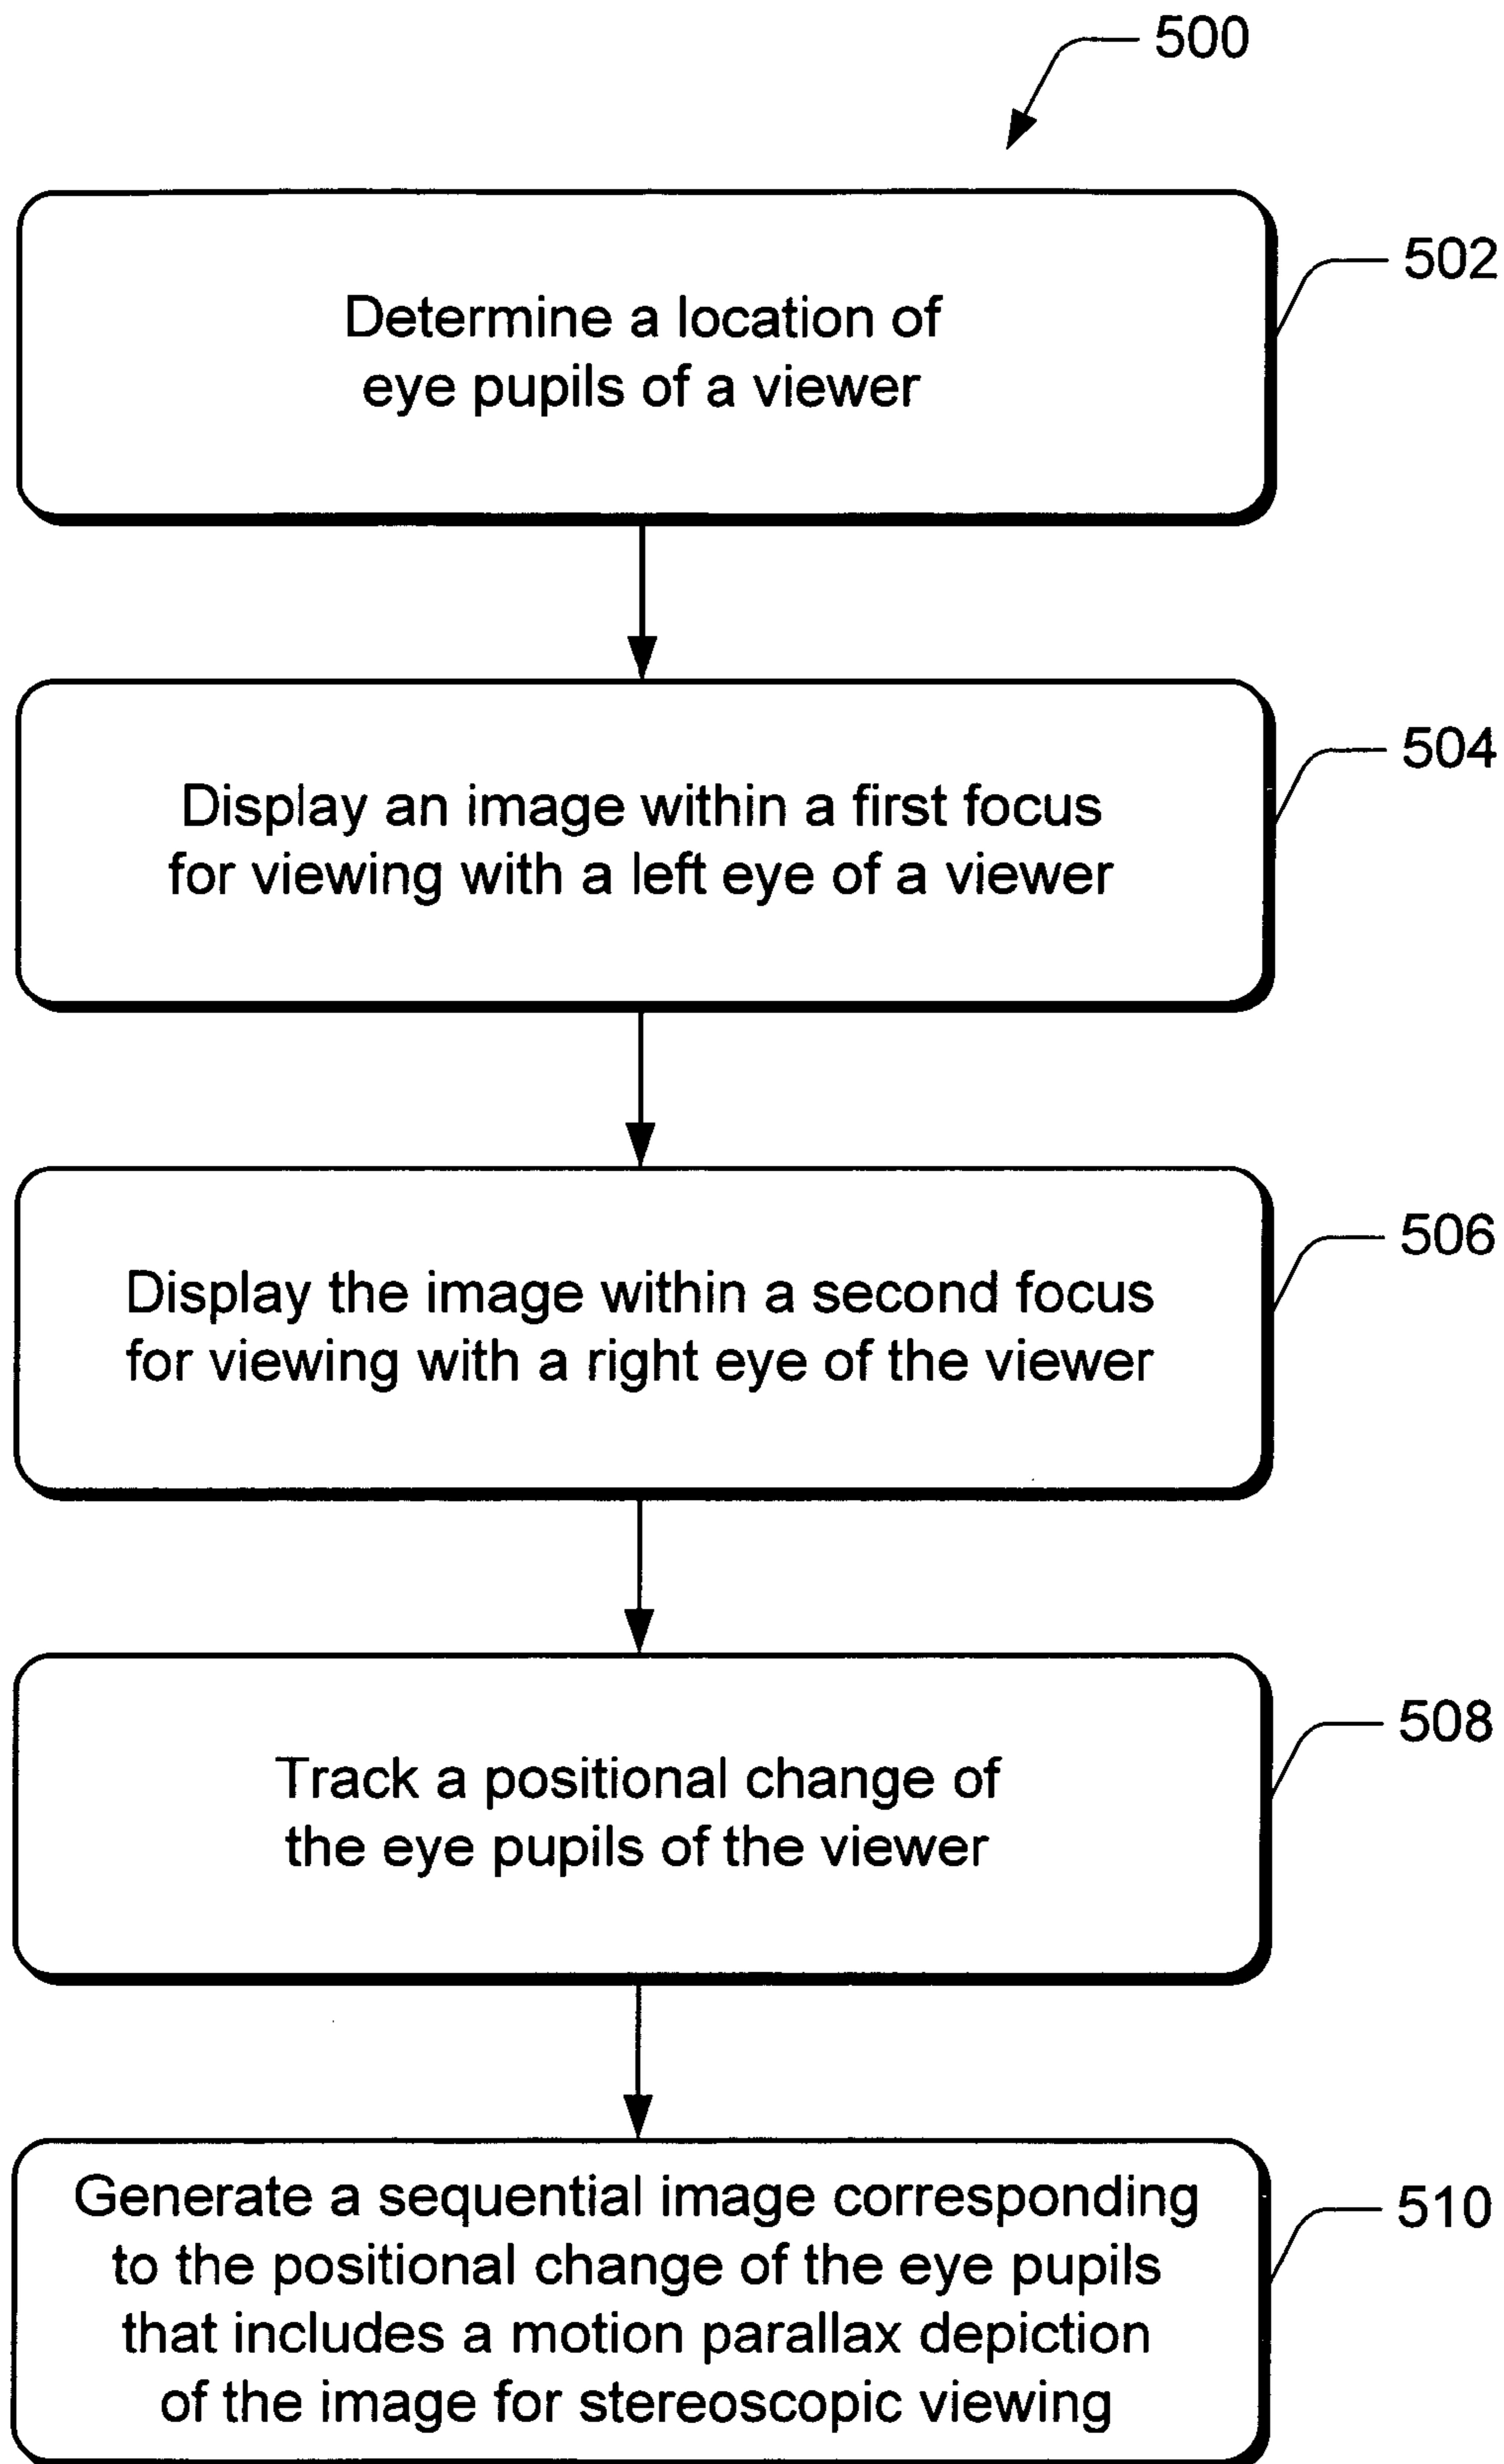 500
502
Determine a location of
eye pupils of a viewer
504
Display an image within a first focus
for viewing with a left eye of a viewer
506
Display the image within a second focus
for viewing with a right eye of the viewer
508
Track a positional change of
the eye pupils of the viewer
510
Generate a sequential image corresponding
to the positional change of the eye pupils
that includes a motion parallax depiction
of the image for stereoscopic viewing